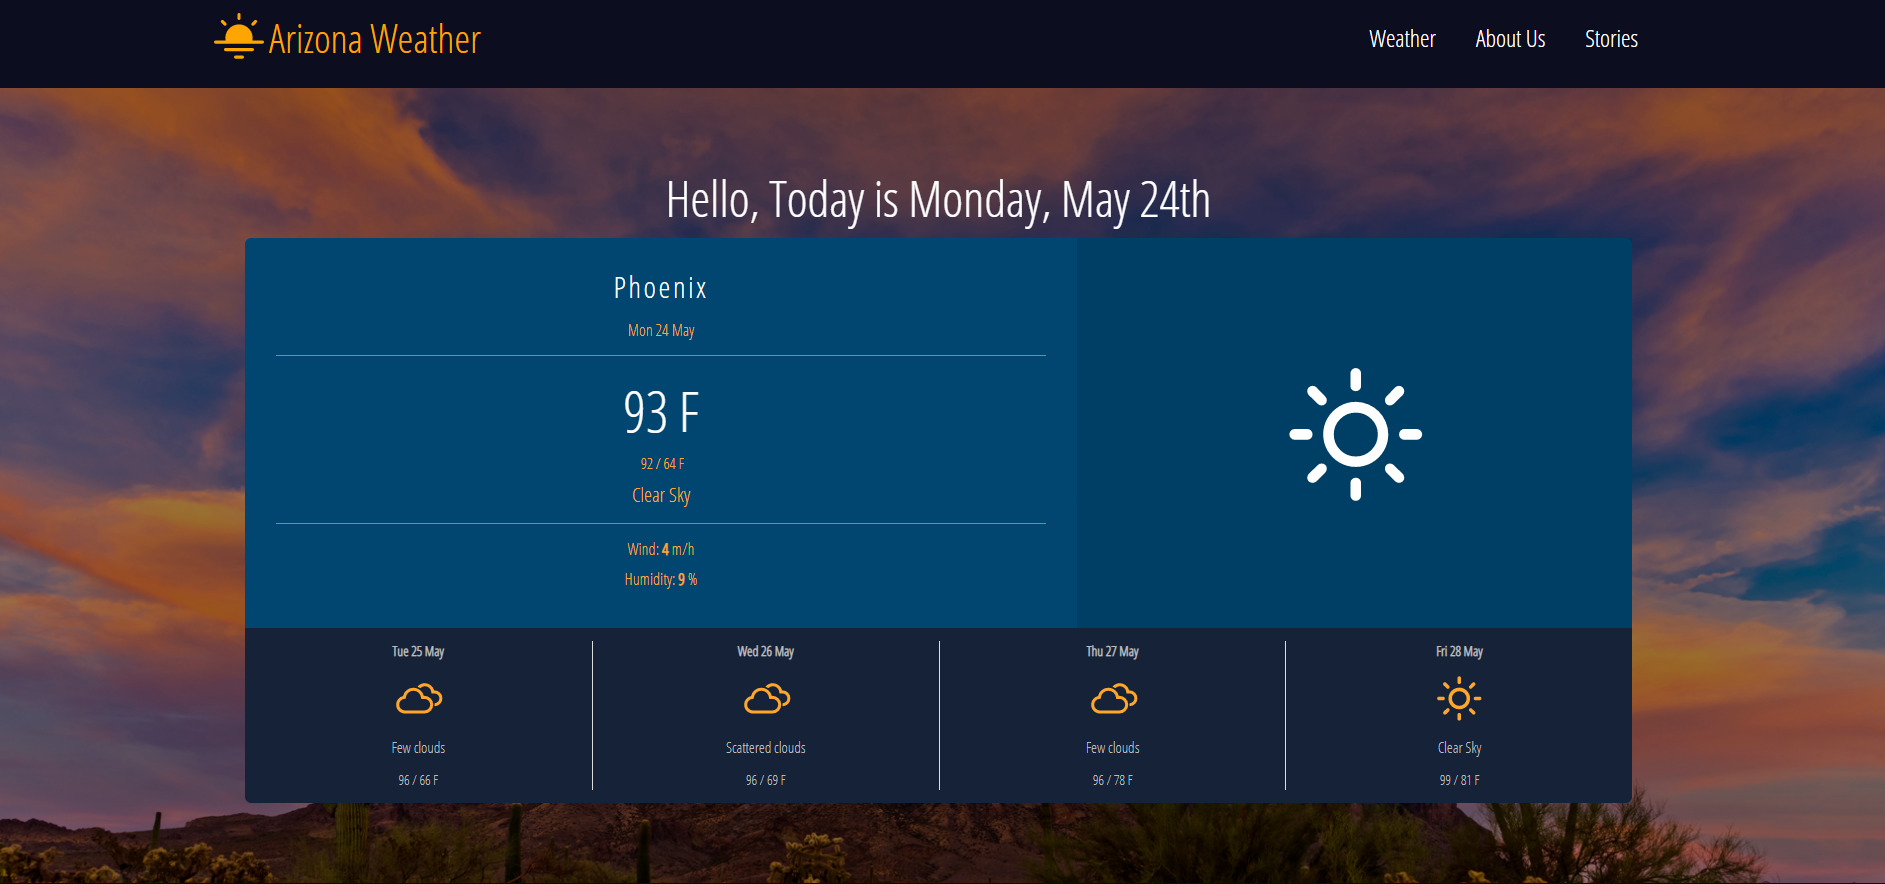 Arizona Weather
Weather
About Us
Stories
Hello, Today is Monday, May 24th
Phoenix
Mon 24 May
93 F
92 / 64 F
Clear Sky
Wind: 4 m/h
Humidity: 9 %
Tue 25 May
Few clouds
96 / 66 F
Wed 26 May
Scattered clouds
96 / 69 F
Thu 27 May
Few clouds
96 / 78 F
Fri 28 May
Clear Sky
99 / 81 F